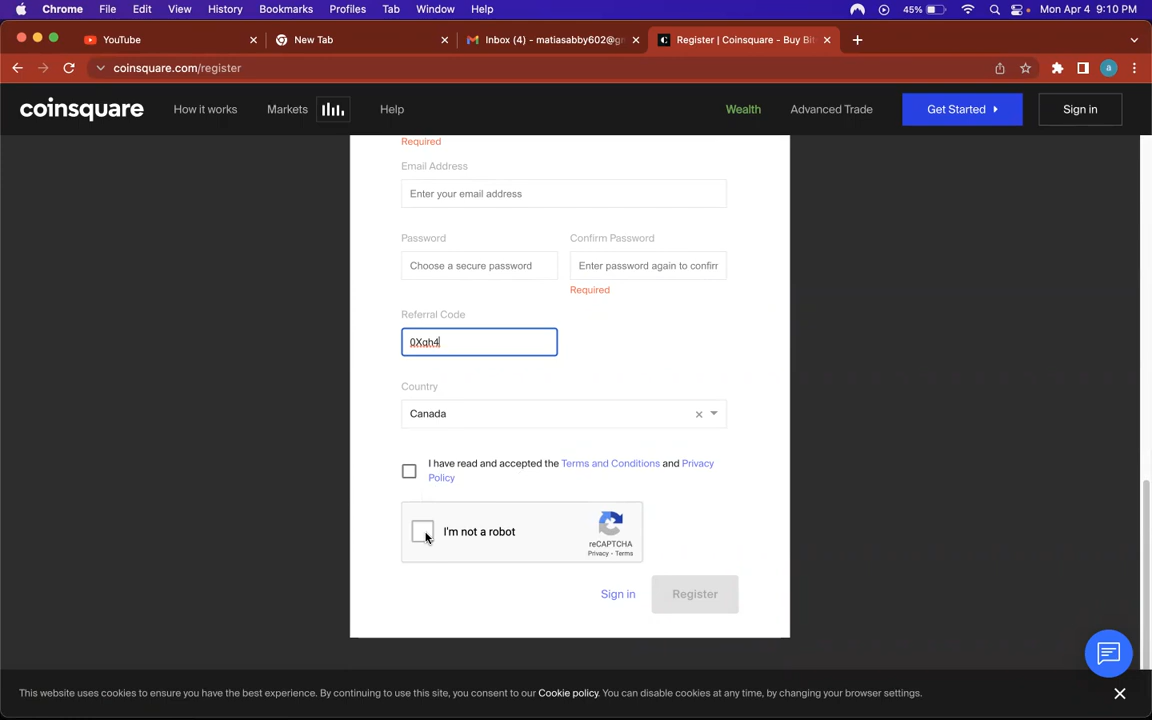 Chrome File Edit View History Bookmarks Profiles Tab Window Help 45% Mon Apr 4 9:10 PM
YouTube New Tab Inbox (4) - matiasabby602@gm Register | Coinsquare - Buy Bit
coinsquare.com/register a
coinsquare How it works Markets Help Wealth Advanced Trade Get Started Sign in
Required
Email Address
Enter your email address
Password Confirm Password
Choose a secure password Enter password again to confirm
Required
Referral Code
0Xqh4
Country
Canada
I have read and accepted the Terms and Conditions and Privacy
Policy
I'm not a robot
reCAPTCHA
Privacy - Terms
Sign in Register
This website uses cookies to ensure you have the best experience. By continuing to use this site, you consent to our Cookie policy. You can disable cookies at any time, by changing your browser settings.